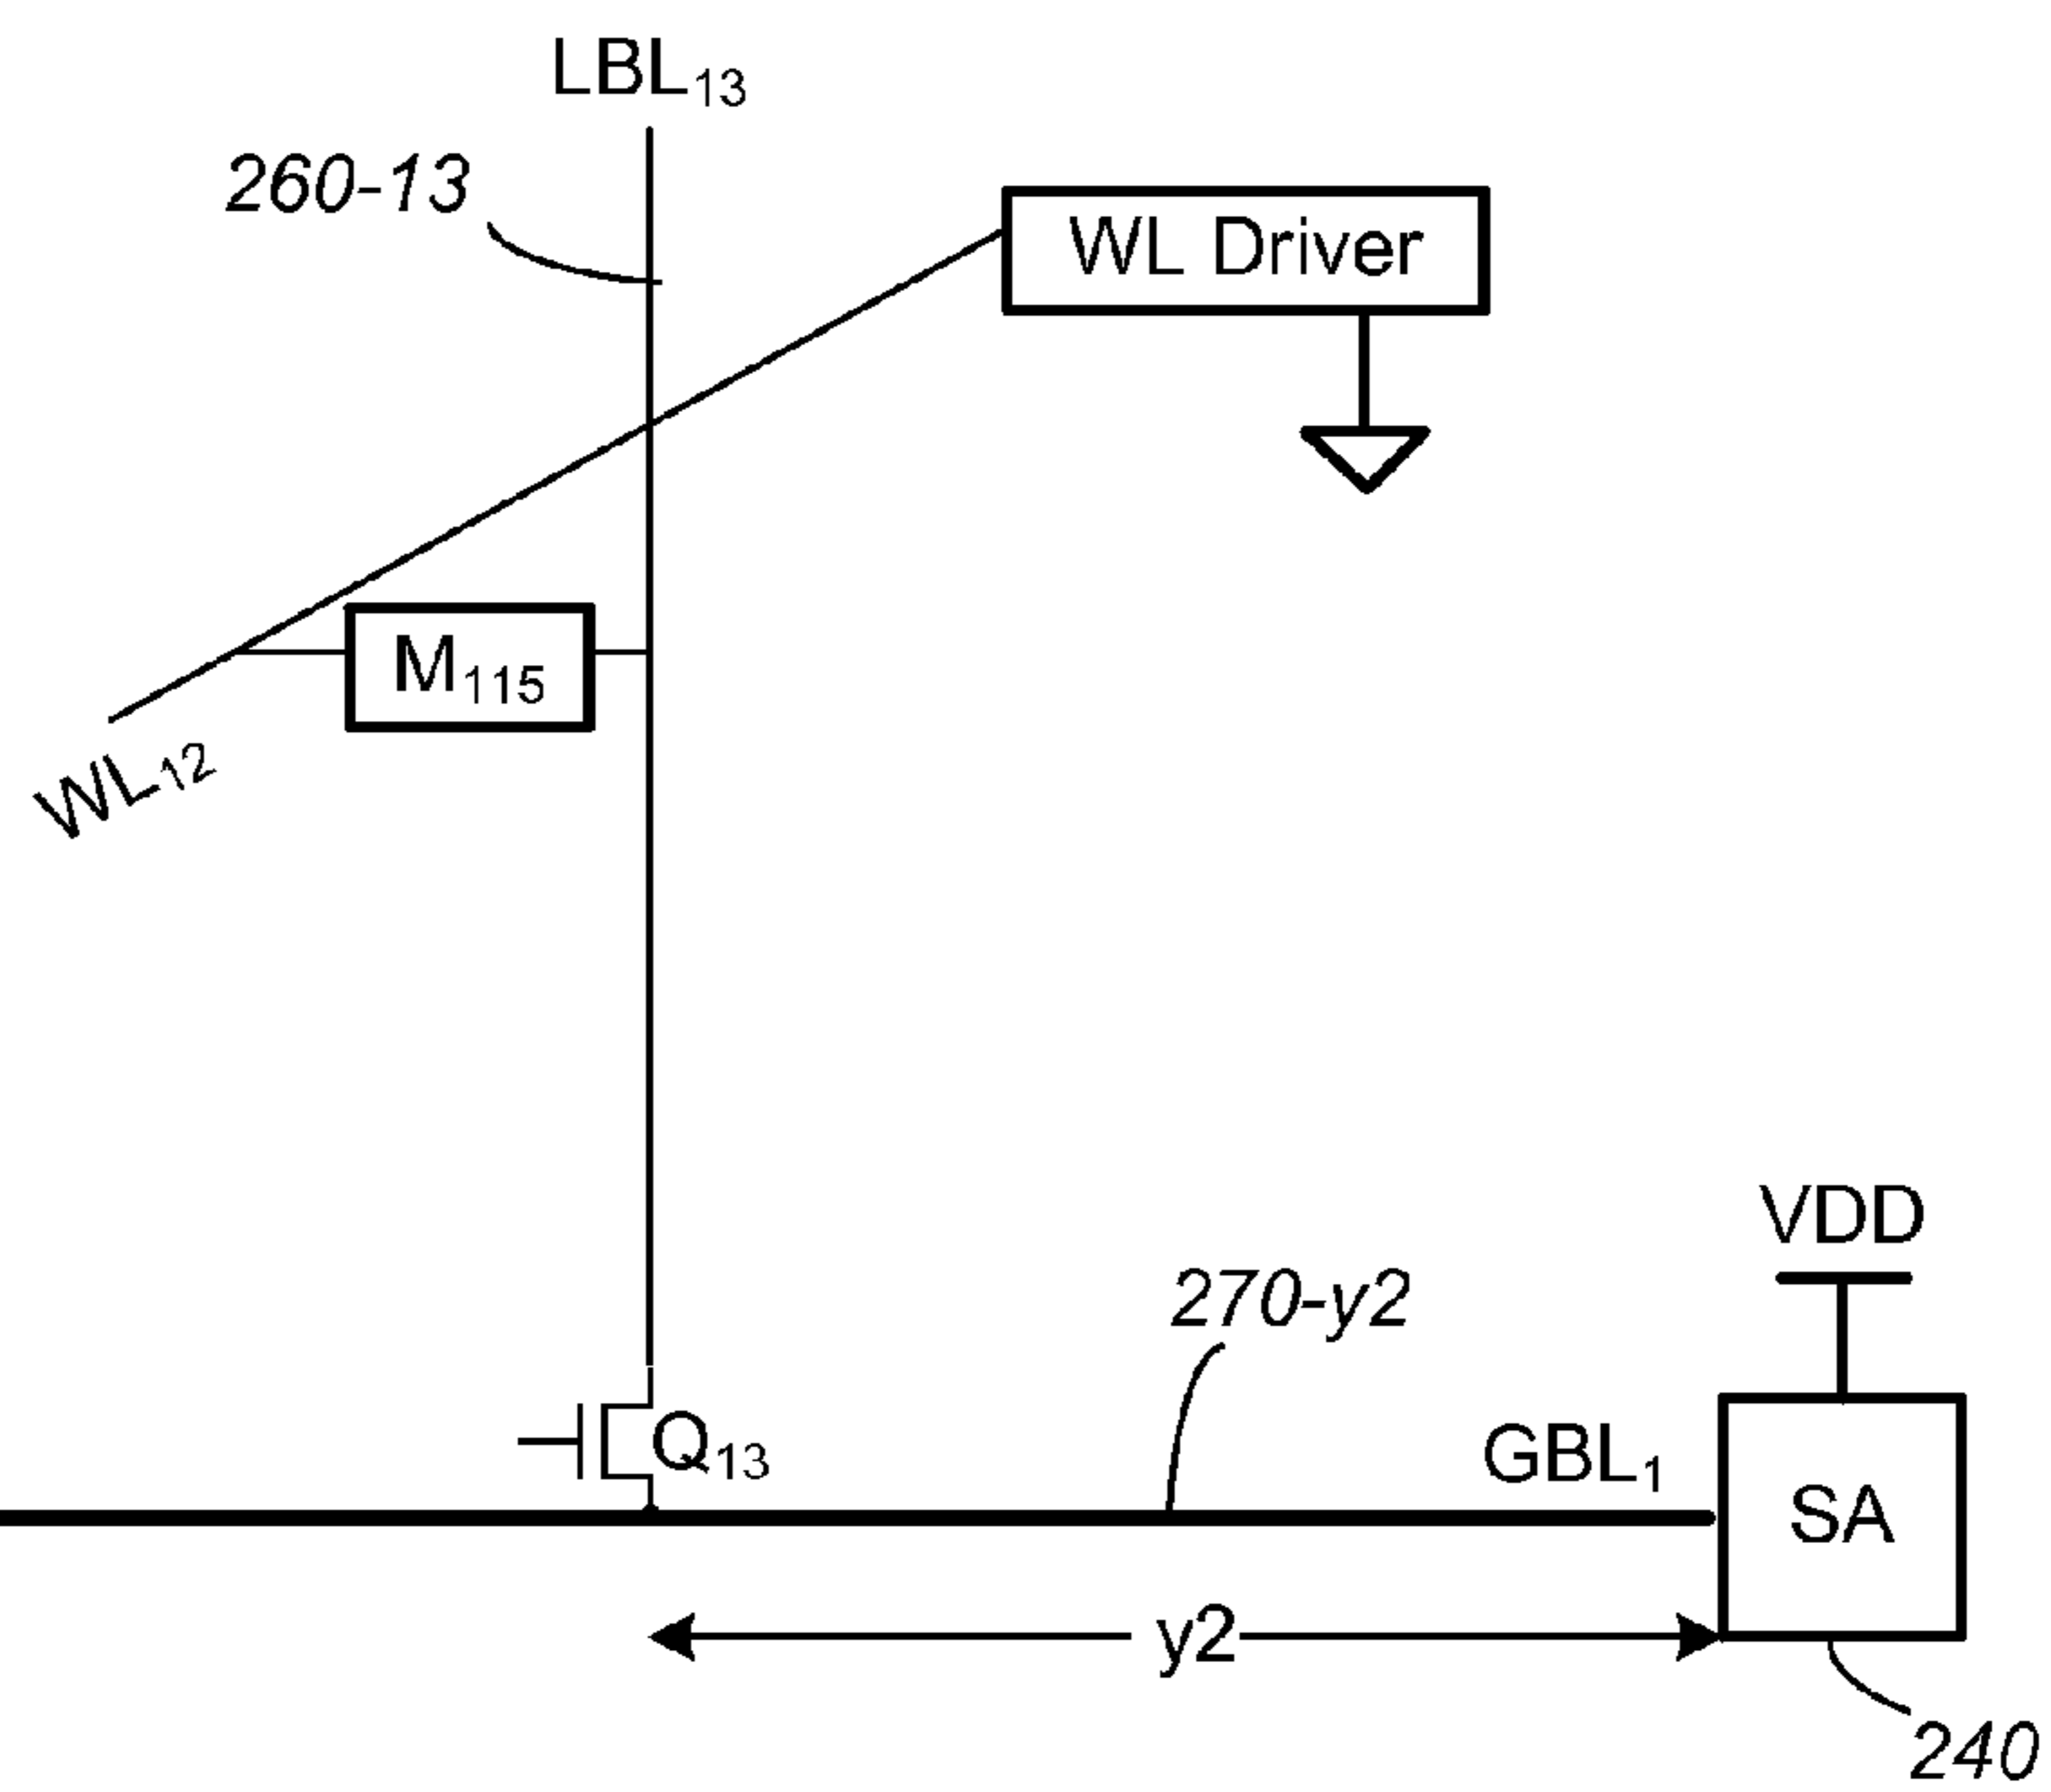 LBL13
260-13
WL Driver
M115
WL12
VDD
270-y2
Q13
GBL1
SA
y2
240